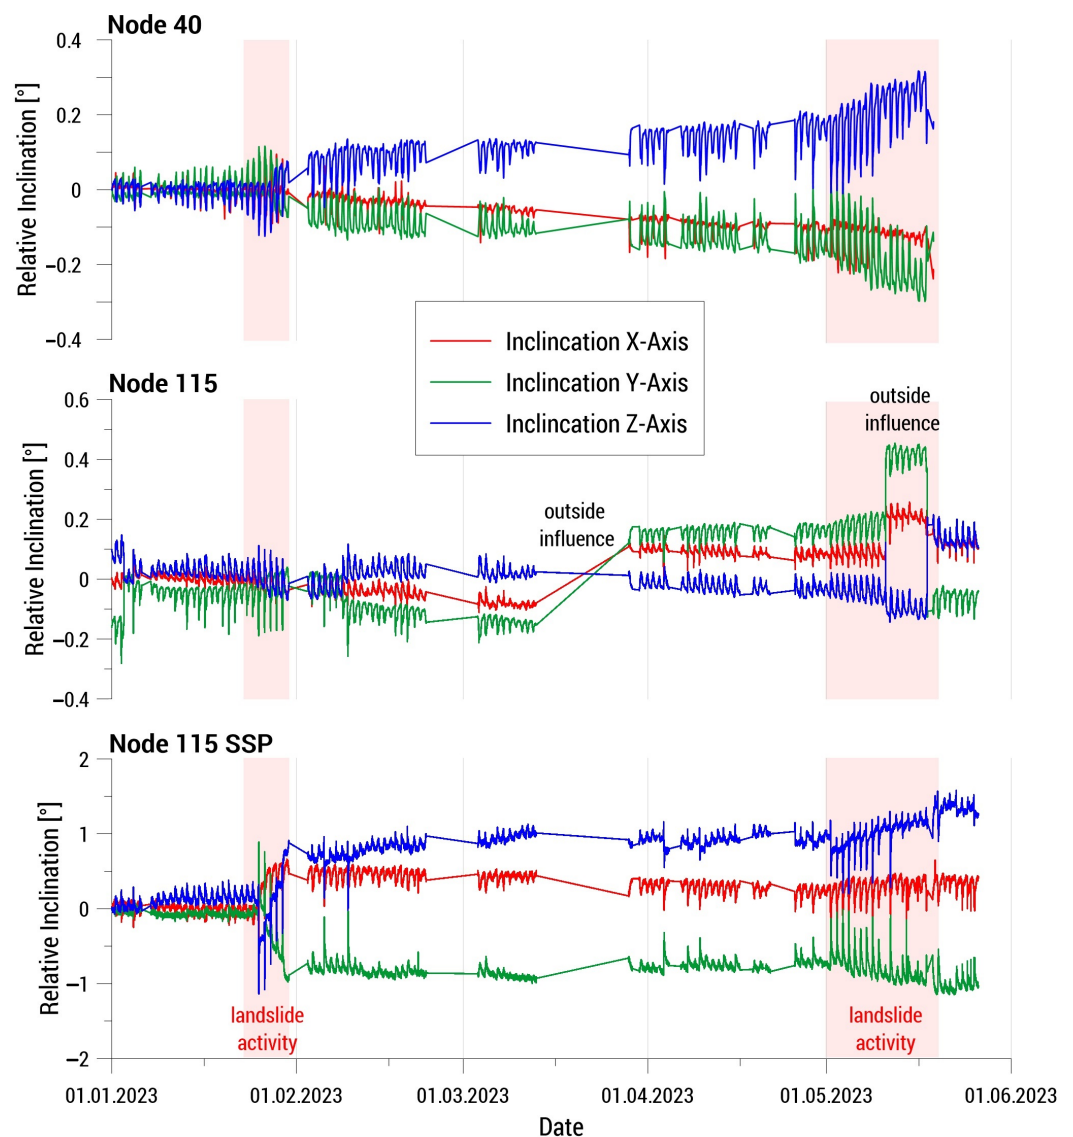 Node 40
0.4
0.2
0
−0.2
−0.4
Relative Inclination [°]
Inclincation X-Axis
Inclincation Y-Axis
Inclincation Z-Axis
Node 115
0.6
0.4
0.2
0
−0.2
−0.4
Relative Inclination [°]
outside
influence
outside
influence
Node 115 SSP
2
1
0
−1
−2
Relative Inclination [°]
landslide
activity
landslide
activity
01.01.2023
01.02.2023
01.03.2023
01.04.2023
01.05.2023
01.06.2023
Date